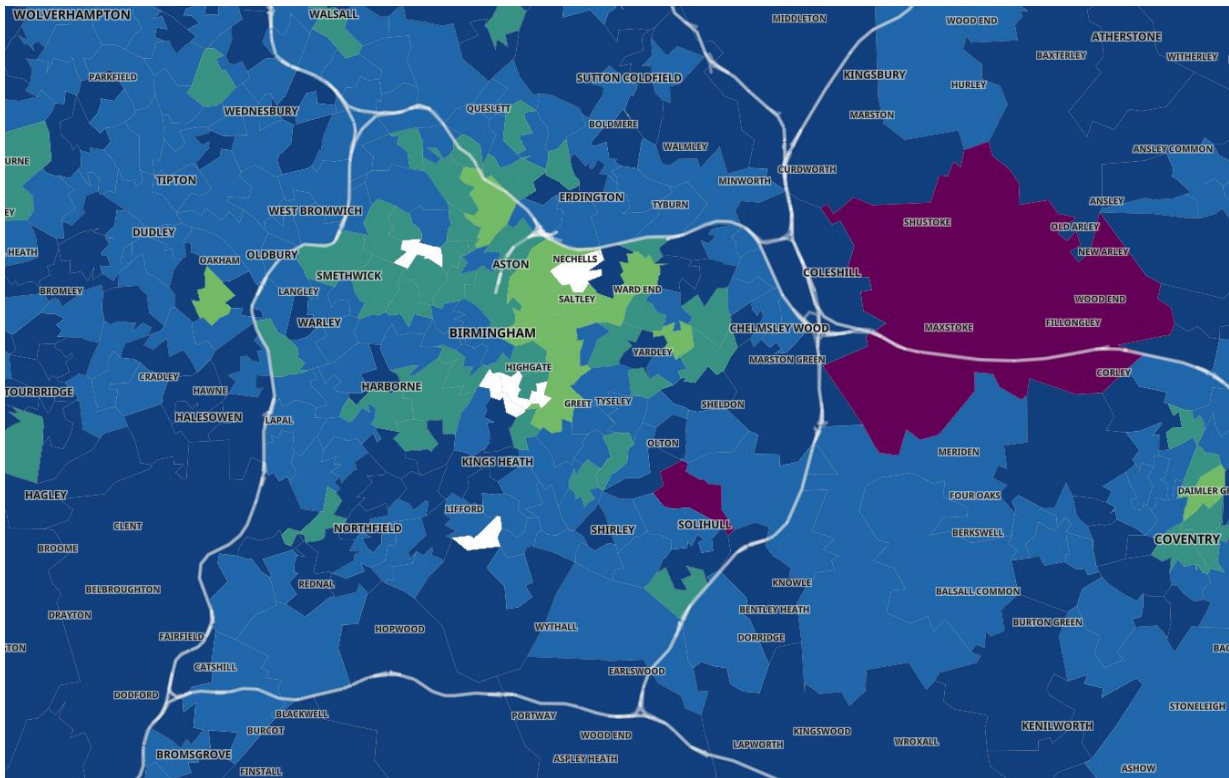 WOLVERHAMPTON
WALSALL
MIDDLETON
WOOD END
ATHERSTONE
BAXTERLEY
WITHERLEY
PARKFIELD
SUTTON COLDFIELD
KINGSBURY
HURLEY
WEDNESBURY
QUESLETT
MARSTON
BOLDMERE
WALMLEY
ANSLEY COMMON
URNE
CURDWORTH
TIPTON
MINWORTH
ERDINGTON
ANSLEY
WEST BROMWICH
TYBURN
SHUSTOKE
OLD ARLEY
DUDLEY
HEATH
OLDBURY
NEW ARLEY
OAKHAM
NECHELLS
ASTON
SMETHWICK
COLESHILL
BROMLEY
LANGLEY
WARD END
SALTLEY
WOOD END
WARLEY
BIRMINGHAM
CHELMSLEY WOOD
MAXSTOKE
FILLONGLEY
YARDLEY
MARSTON GREEN
HIGHGATE
CRADLEY
CORLEY
TOURBRIDGE
HAWNE
HARBORNE
GREET
TYSELEY
SHELDON
HALESOWEN
LAPAL
OLTON
MERIDEN
KINGS HEATH
HAGLEY
DAIMLER GR
FOUR OAKS
LIFFORD
CLENT
NORTHFIELD
SHIRLEY
SOLIHULL
BERKSWELL
COVENTRY
BROOME
REDNAL
KNOWLE
BELBROUGHTON
BALSALL COMMON
BENTLEY HEATH
DRAYTON
HOPWOOD
WYTHALL
BURTON GREEN
FAIRFIELD
DORRIDGE
TON
CATSHILL
EARLSWOOD
DODFORD
STONELEIGH
BLACKWELL
PORTWAY
KENILWORTH
BURCOT
WOOD END
KINGSWOOD
LAPWORTH
WROXALL
BROMSGROVE
ASPLEY HEATH
FINSTALL
ASHOW